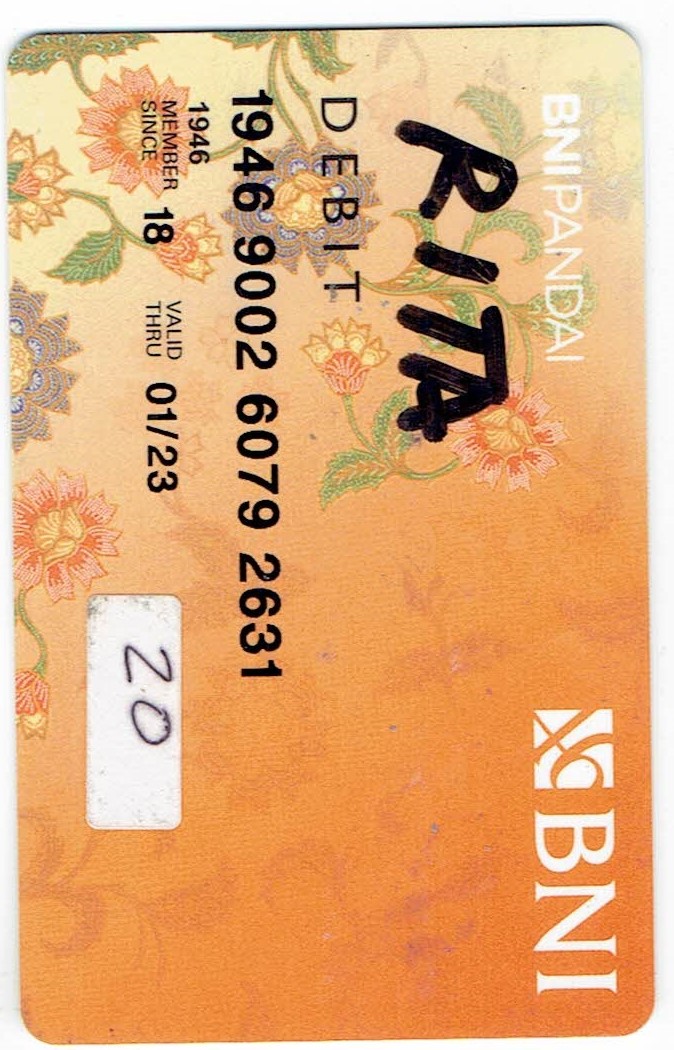 BNI PANDAI
BNI
RITA
DEBIT
1946 9002 6079 2631
1946
MEMBER SINCE 18 VALID THRU 01/23
20